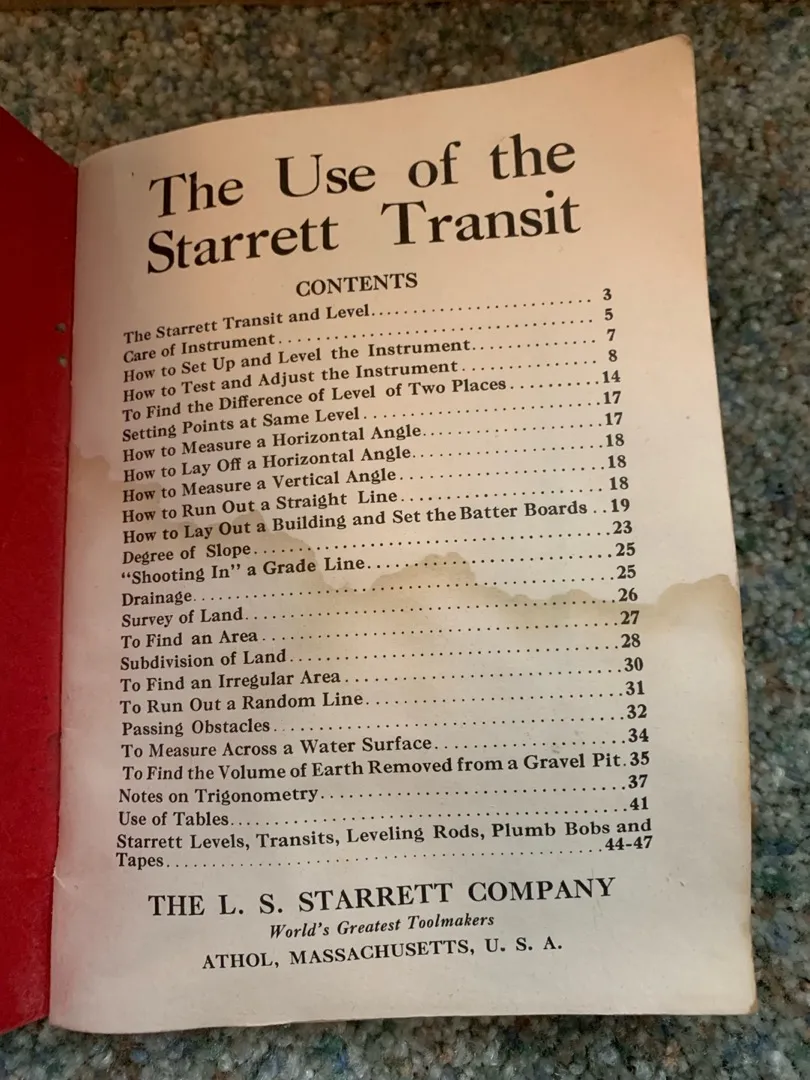 The Use of the
Starrett Transit
CONTENTS
The Starrett Transit and Level........................ 3
Care of Instrument.................................... 5
How to Set Up and Level the Instrument............. 7
How to Test and Adjust the Instrument.............. 8
To Find the Difference of Level of Two Places..........14
Setting Points at Same Level..........................17
How to Measure a Horizontal Angle....................17
How to Lay Off a Horizontal Angle.....................18
How to Measure a Vertical Angle.......................18
How to Run Out a Straight Line.......................18
How to Lay Out a Building and Set the Batter Boards..19
Degree of Slope.......................................23
"Shooting In" a Grade Line............................25
Drainage..............................................25
Survey of Land........................................26
To Find an Area.......................................27
Subdivision of Land...................................28
To Find an Irregular Area.............................30
To Run Out a Random Line..............................31
Passing Obstacles.....................................32
To Measure Across a Water Surface.....................34
To Find the Volume of Earth Removed from a Gravel Pit.35
Notes on Trigonometry.................................37
Use of Tables.........................................41
Starrett Levels, Transits, Leveling Rods, Plumb Bobs and
Tapes..............................................44-47
THE L. S. STARRETT COMPANY
World's Greatest Toolmakers
ATHOL, MASSACHUSETTS, U. S. A.